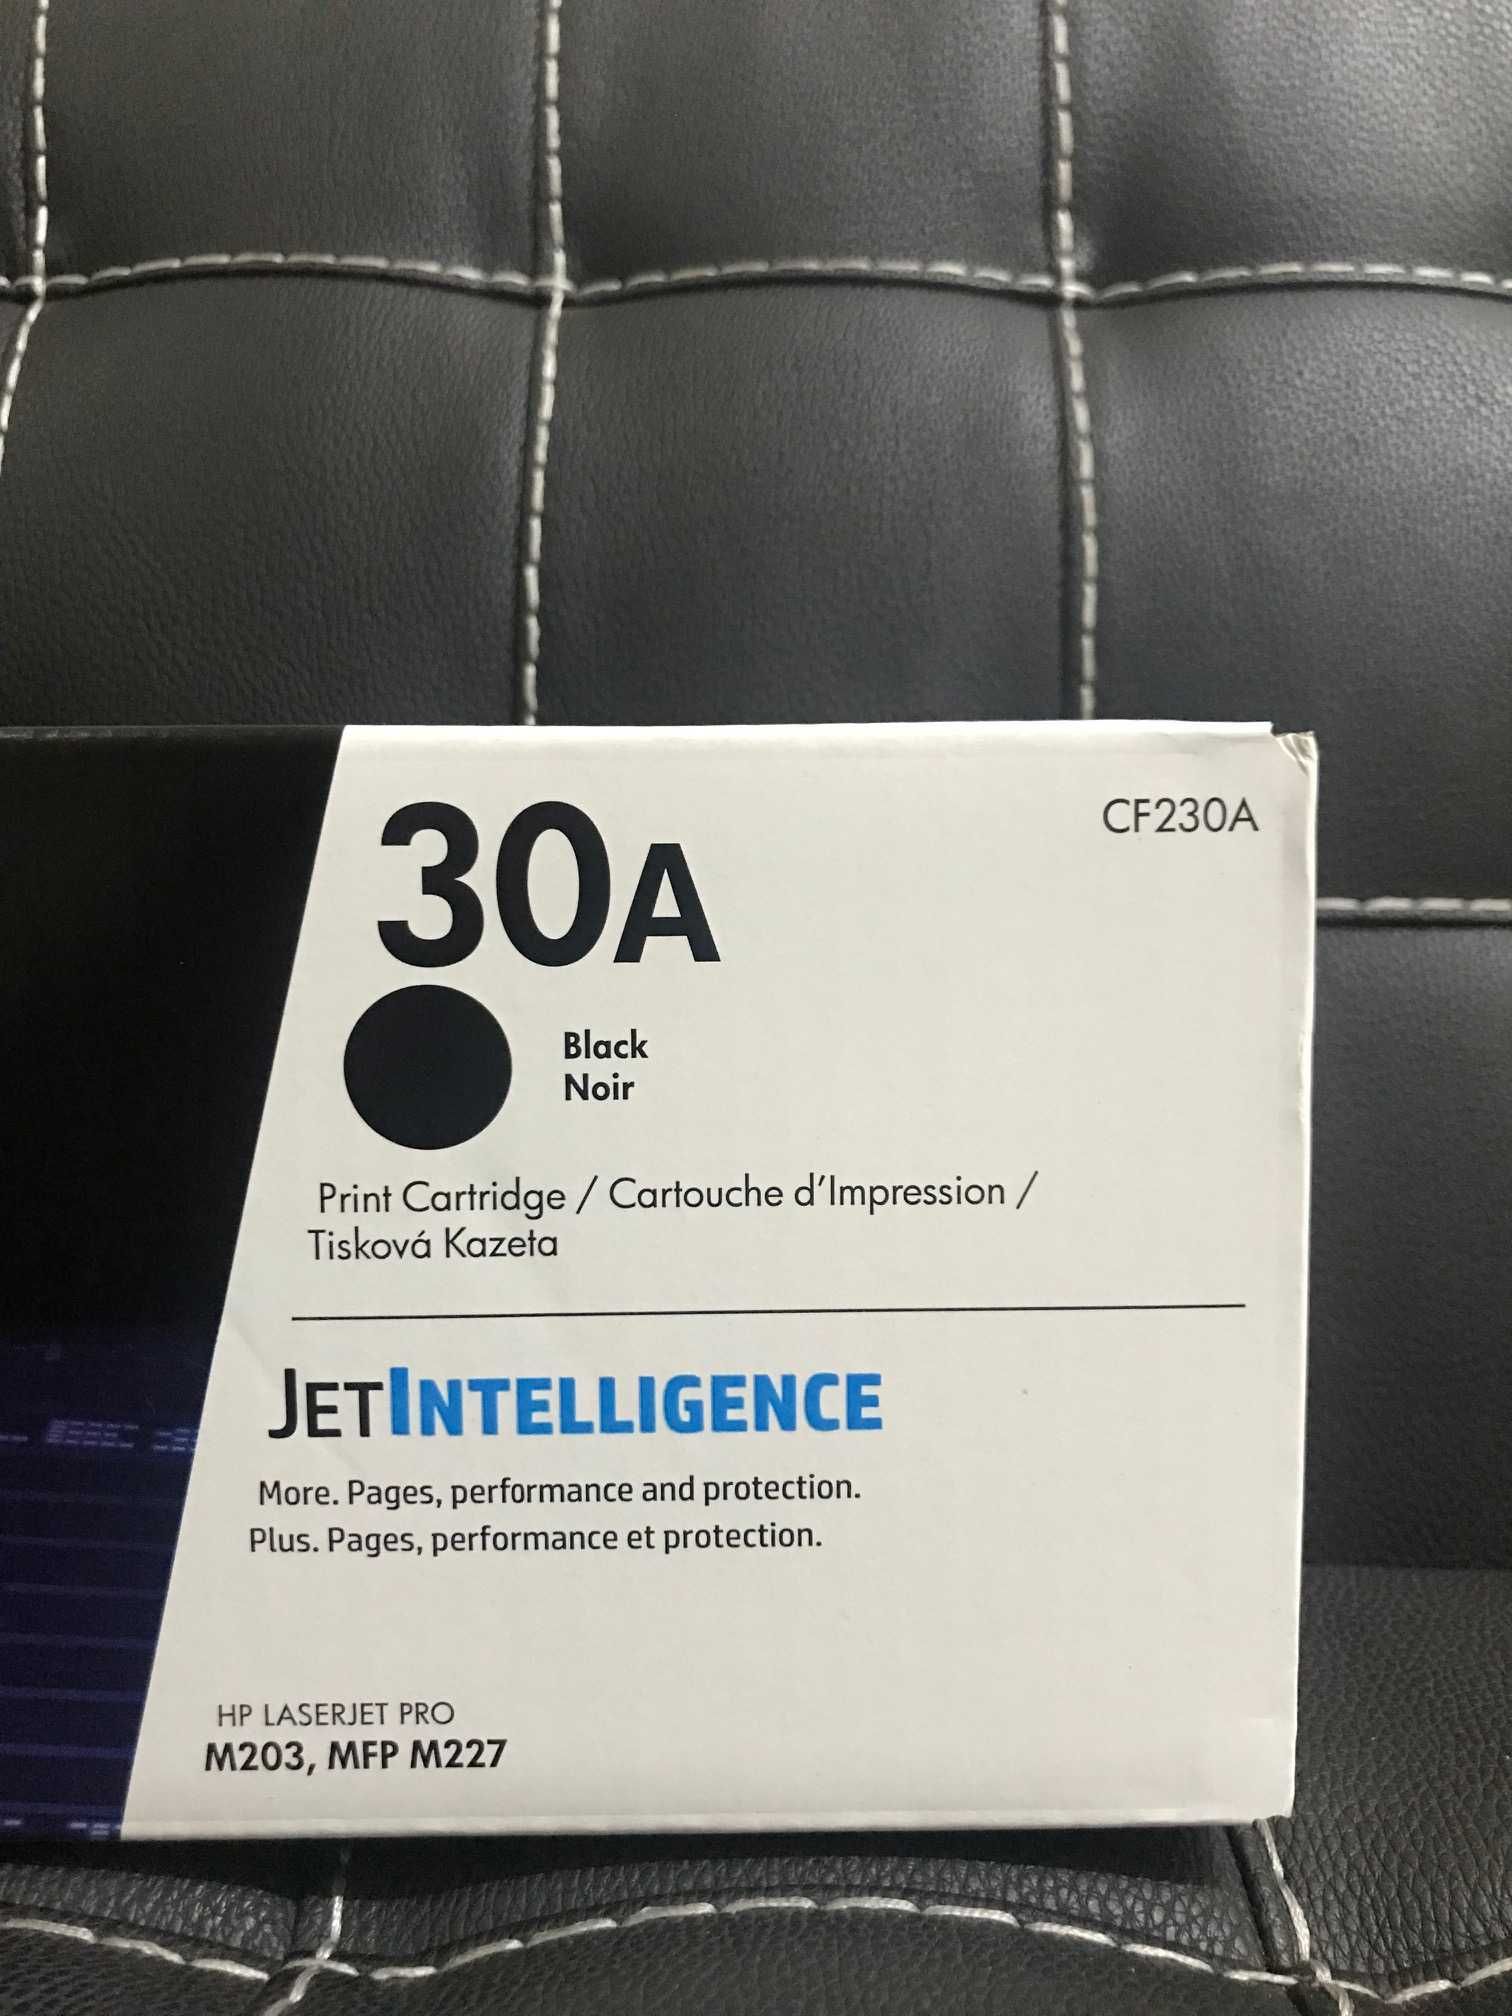 30A
CF230A
Black
Noir
Print Cartridge / Cartouche d'Impression /
Tisková Kazeta
JETINTELLIGENCE
More. Pages, performance and protection.
Plus. Pages, performance et protection.
HP LASERJET PRO
M203, MFP M227